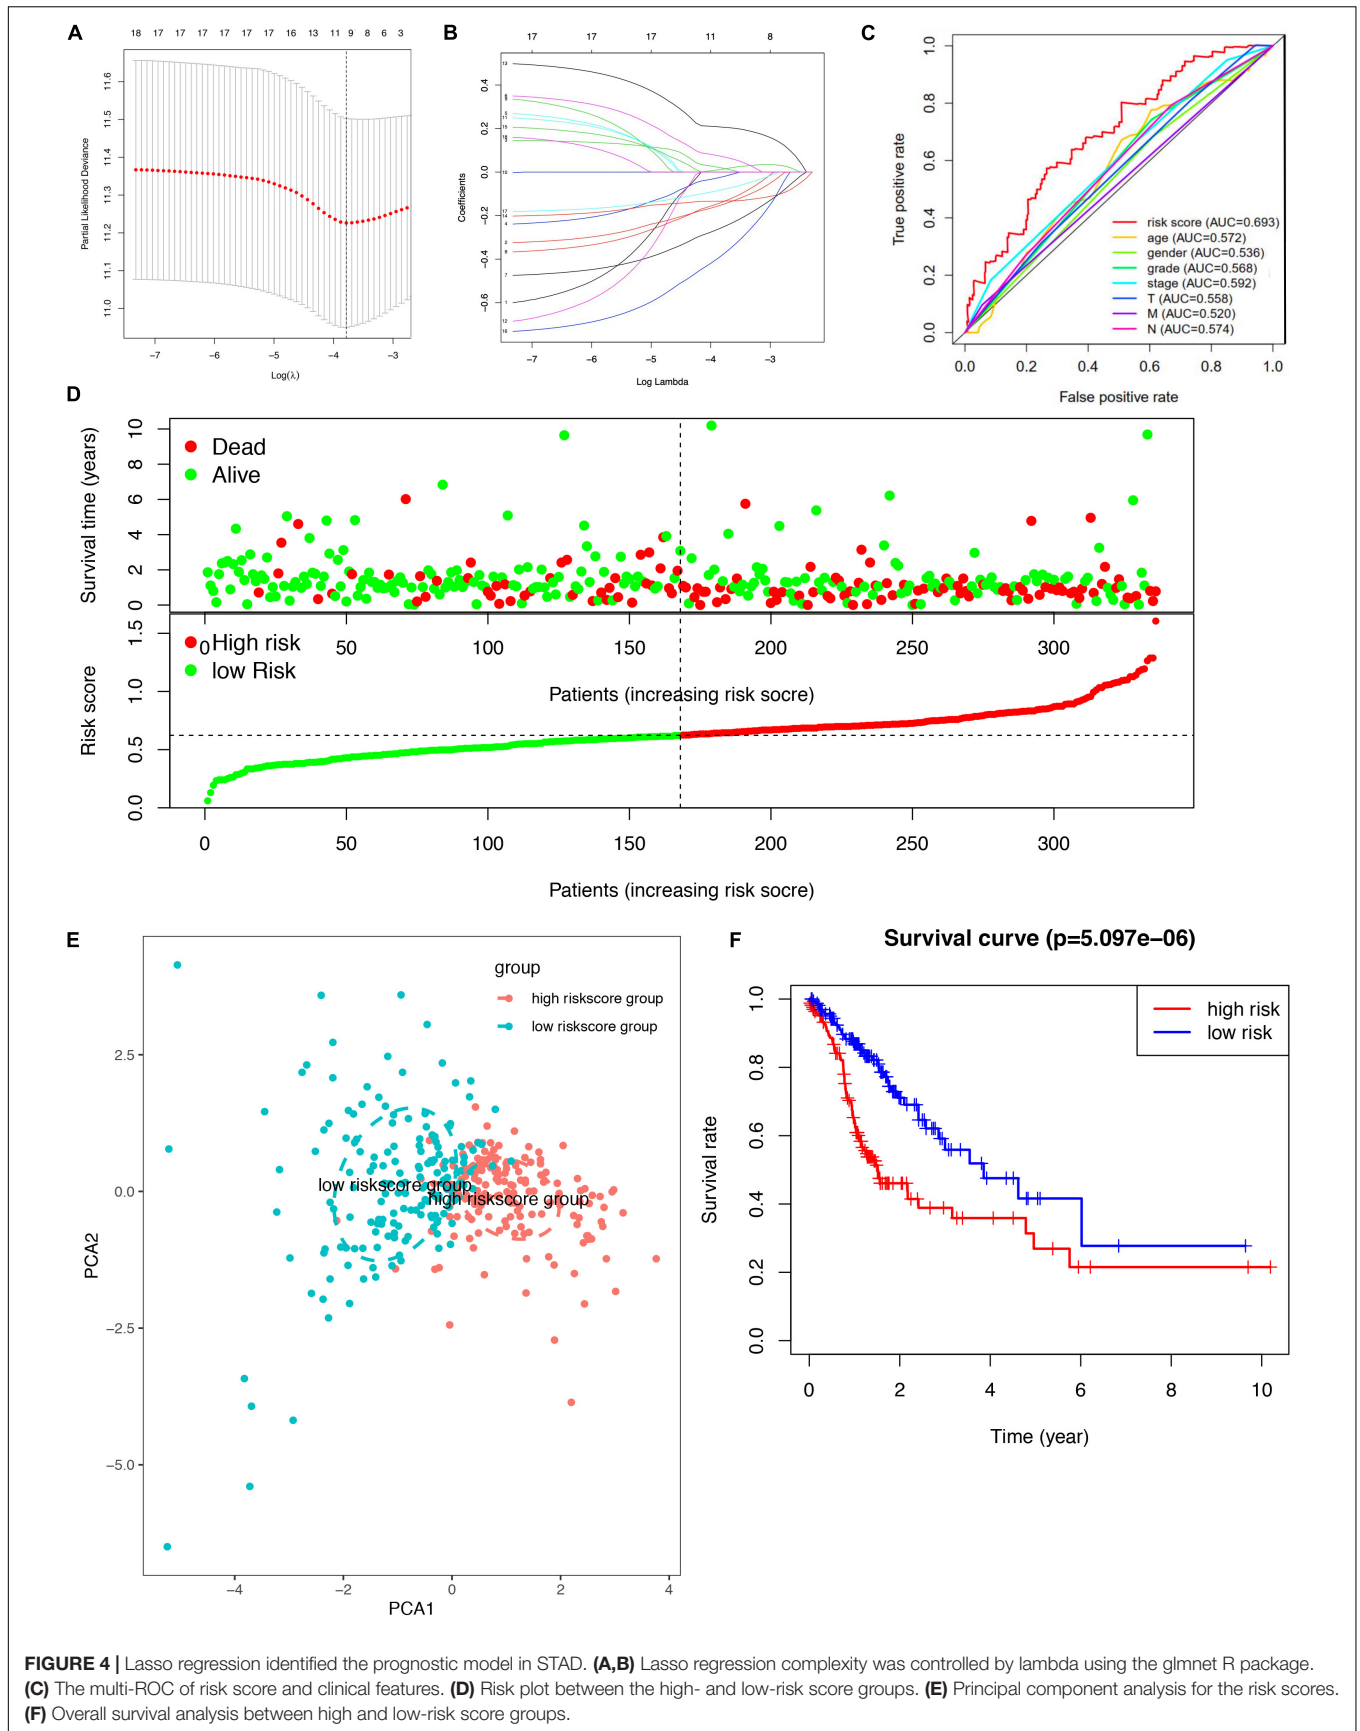 A
18 17 17 17 17 17 17 16 13 11 9 8 6 3
Partial Likelihood Deviance
11.6
11.5
11.4
11.3
11.2
11.1
11.0
−7 −6 −5 −4 −3
Log(λ)
B
17 17 17 11 8
Coefficients
0.4
0.2
0.0
−0.2
−0.4
−0.6
13
15
10
17
14
4
2
7
1
12
16
−7 −6 −5 −4 −3
Log Lambda
C
True positive rate
1.0
0.8
0.6
0.4
0.2
0.0
risk score (AUC=0.693)
age (AUC=0.572)
gender (AUC=0.536)
grade (AUC=0.568)
stage (AUC=0.592)
T (AUC=0.558)
M (AUC=0.520)
N (AUC=0.574)
0.0 0.2 0.4 0.6 0.8 1.0
False positive rate
D
Survival time (years)
10
8
6
4
2
0
Dead
Alive
0 50 100 150 200 250 300
Patients (increasing risk socre)
Risk score
1.5
1.0
0.5
0.0
High risk
low Risk
0 50 100 150 200 250 300
Patients (increasing risk socre)
E
PCA2
2.5
0.0
−2.5
−5.0
group
high riskscore group
low riskscore group
low riskscore group
high riskscore group
−4 −2 0 2 4
PCA1
F
Survival curve (p=5.097e−06)
Survival rate
1.0
0.8
0.6
0.4
0.2
0.0
high risk
low risk
0 2 4 6 8 10
Time (year)
FIGURE 4 | Lasso regression identified the prognostic model in STAD. (A,B) Lasso regression complexity was controlled by lambda using the glmnet R package.
(C) The multi-ROC of risk score and clinical features. (D) Risk plot between the high- and low-risk score groups. (E) Principal component analysis for the risk scores.
(F) Overall survival analysis between high and low-risk score groups.